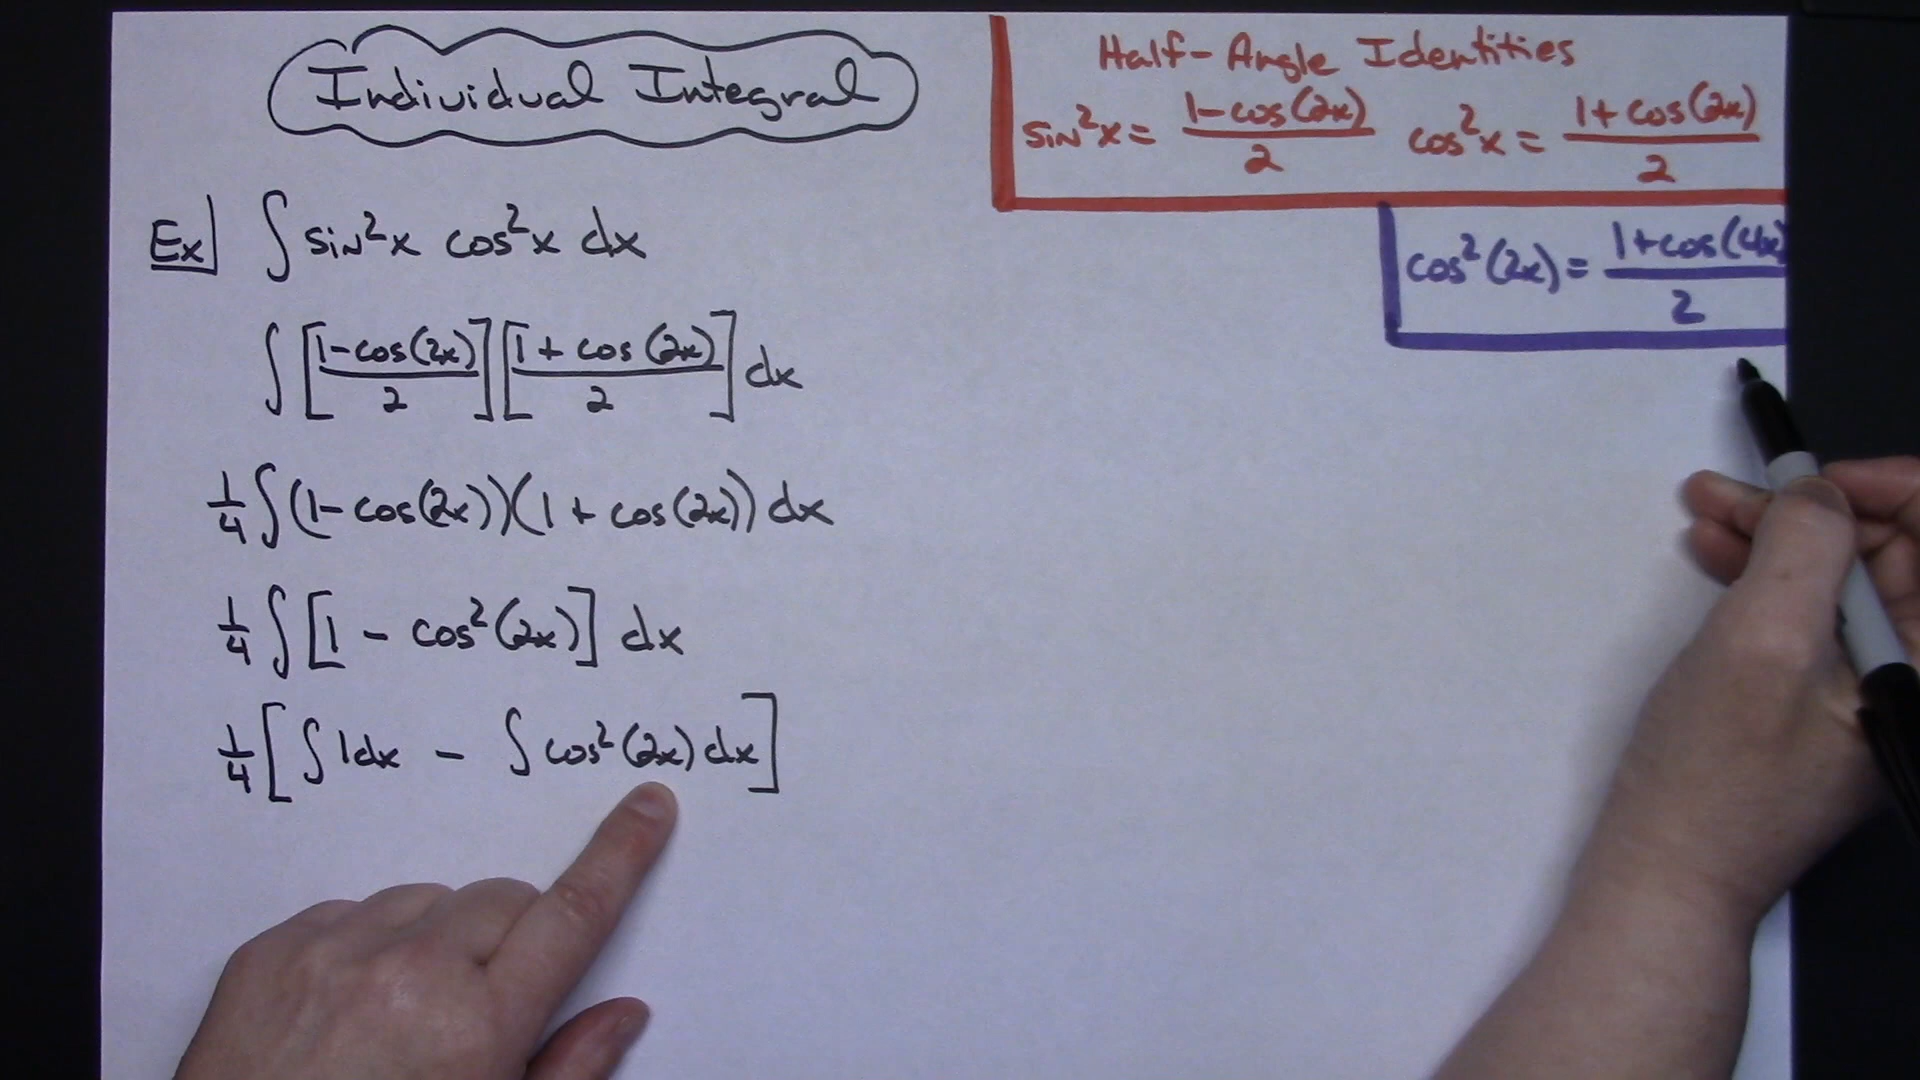 Individual Integral
Half-Angle Identities
sin²x = (1-cos(2x))/2 cos²x = (1+cos(2x))/2
cos²(2x) = (1+cos(4x)/2
Ex ∫ sin²x cos²x dx
∫ [(1-cos(2x))/2] [(1 + cos(2x))/2] dx
1/4 ∫ (1-cos(2x))(1 + cos(2x)) dx
1/4 ∫ [1 - cos²(2x)] dx
1/4 [∫ 1dx - ∫ cos²(2x) dx]